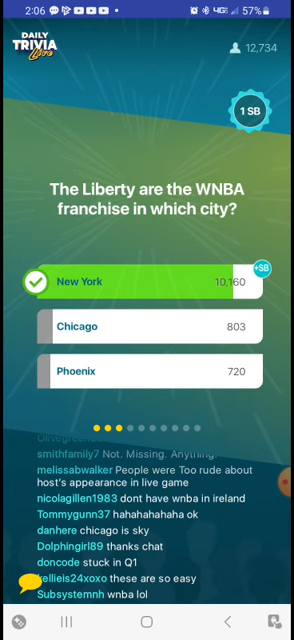 2:06
4G
57%
DAILY
TRIVIA
Live
12,734
1 SB
The Liberty are the WNBA
franchise in which city?
+SB
New York 10,160
Chicago 803
Phoenix 720
smithfamily7 Not. Missing. Anything.
melissabwalker People were Too rude about
host's appearance in live game
nicolagillen1983 dont have wnba in ireland
Tommygunn37 hahahahahaha ok
danhere chicago is sky
Dolphingirl89 thanks chat
doncode stuck in Q1
ellieis24xoxo these are so easy
Subsystemnh wnba lol